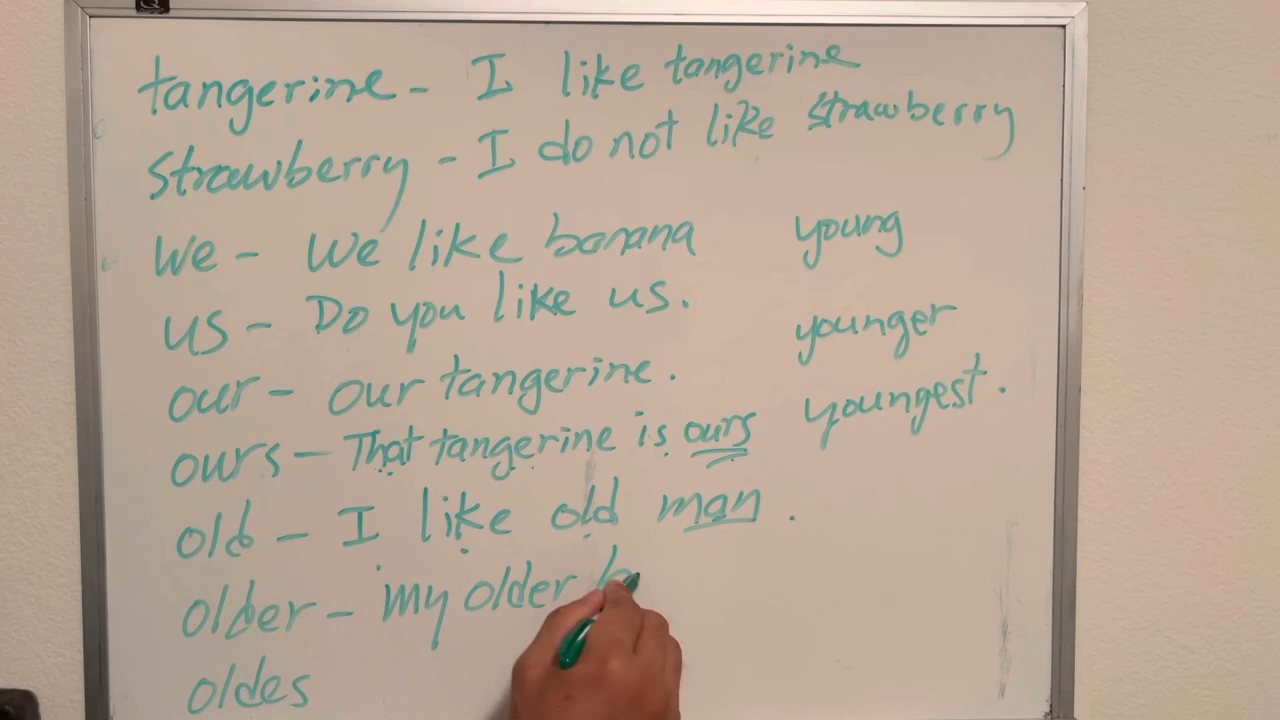 tangerine - I like tangerine
strawberry - I do not like strawberry
we - we like banana
us - Do you like us.
our - our tangerine.
ours - That tangerine is ours
old - I like old man.
older - my older b
oldes
young
younger
youngest.